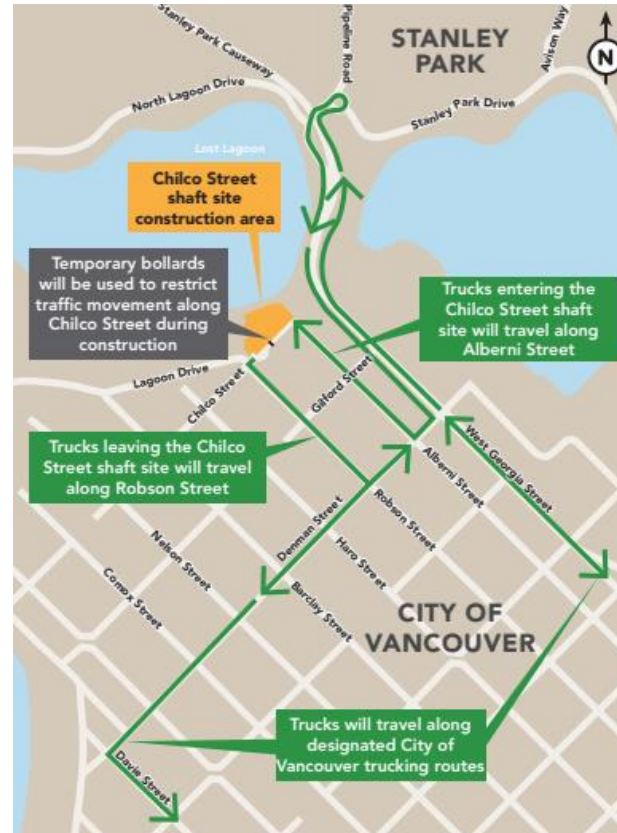 STANLEY
PARK
N
Stanley Park Causeway
Pipeline Road
Avison Way
North Lagoon Drive
Stanley Park Drive
Lost Lagoon
Chilco Street
shaft site
construction area
Temporary bollards
will be used to restrict
traffic movement along
Chilco Street during
construction
Trucks entering the
Chilco Street shaft
site will travel along
Alberni Street
Lagoon Drive
Chilco Street
Gilford Street
Trucks leaving the Chilco
Street shaft site will travel
along Robson Street
West Georgia Street
Alberni Street
Denman Street
Robson Street
Nelson Street
Haro Street
Comox Street
Barclay Street
CITY OF
VANCOUVER
Trucks will travel along
designated City of
Vancouver trucking routes
Davie Street